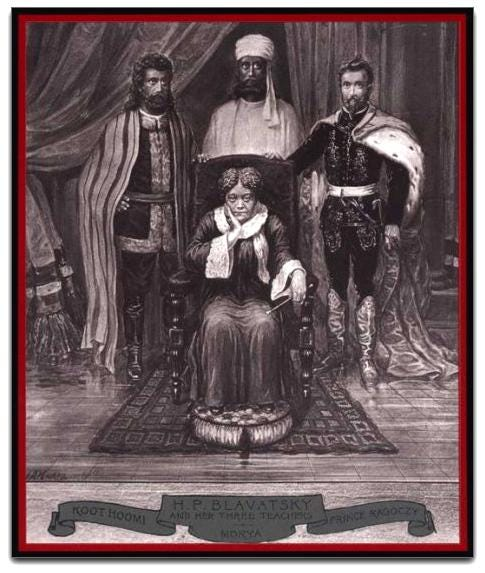 H. P. BLAVATSKY
AND HER THREE TEACHERS
KOOT HOOMI
MORYA
PRINCE RAGOCZY